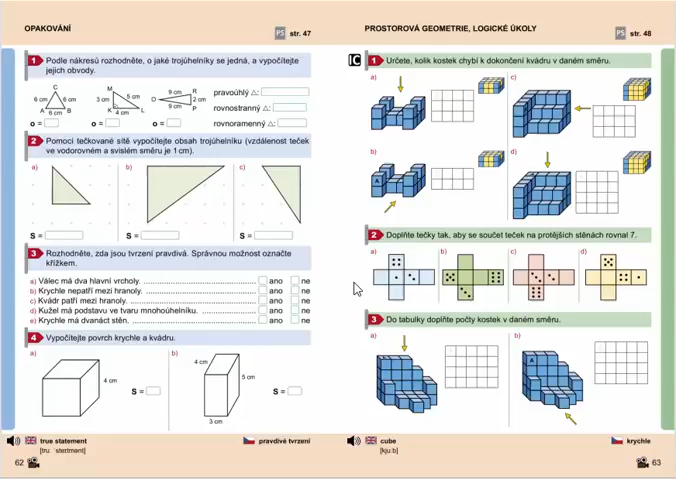 OPAKOVÁNÍ
PS str. 47
1 Podle nákresů rozhodněte, o jaké trojúhelníky se jedná, a vypočítejte
jejich obvody.
C
6 cm 6 cm
A 6 cm B
M
3 cm 5 cm
K 4 cm L
9 cm R
O 2 cm
9 cm P
pravoúhlý △:
rovnostranný △:
rovnoramenný △:
o = o = o =
2 Pomocí tečkované sítě vypočítejte obsah trojúhelníku (vzdálenost teček
ve vodorovném a svislém směru je 1 cm).
a) b) c)
S = S = S =
3 Rozhodněte, zda jsou tvrzení pravdivá. Správnou možnost označte
křížkem.
a) Válec má dva hlavní vrcholy. ano ne
b) Krychle nepatří mezi hranoly. ano ne
c) Kvádr patří mezi hranoly. ano ne
d) Kužel má podstavu ve tvaru mnohoúhelníku. ano ne
e) Krychle má dvanáct stěn. ano ne
4 Vypočítejte povrch krychle a kvádru.
a) 4 cm S =
b) 4 cm 5 cm 3 cm S =
true statement
pravdivé tvrzení
62
PROSTOROVÁ GEOMETRIE, LOGICKÉ ÚKOLY
PS str. 48
1 Určete, kolik kostek chybí k dokončení kvádru v daném směru.
a) c)
b) d)
A
2 Doplňte tečky tak, aby se součet teček na protějších stěnách rovnal 7.
a) b) c) d)
3 Do tabulky doplňte počty kostek v daném směru.
a) b)
A
cube
[kju:b]
krychle
63